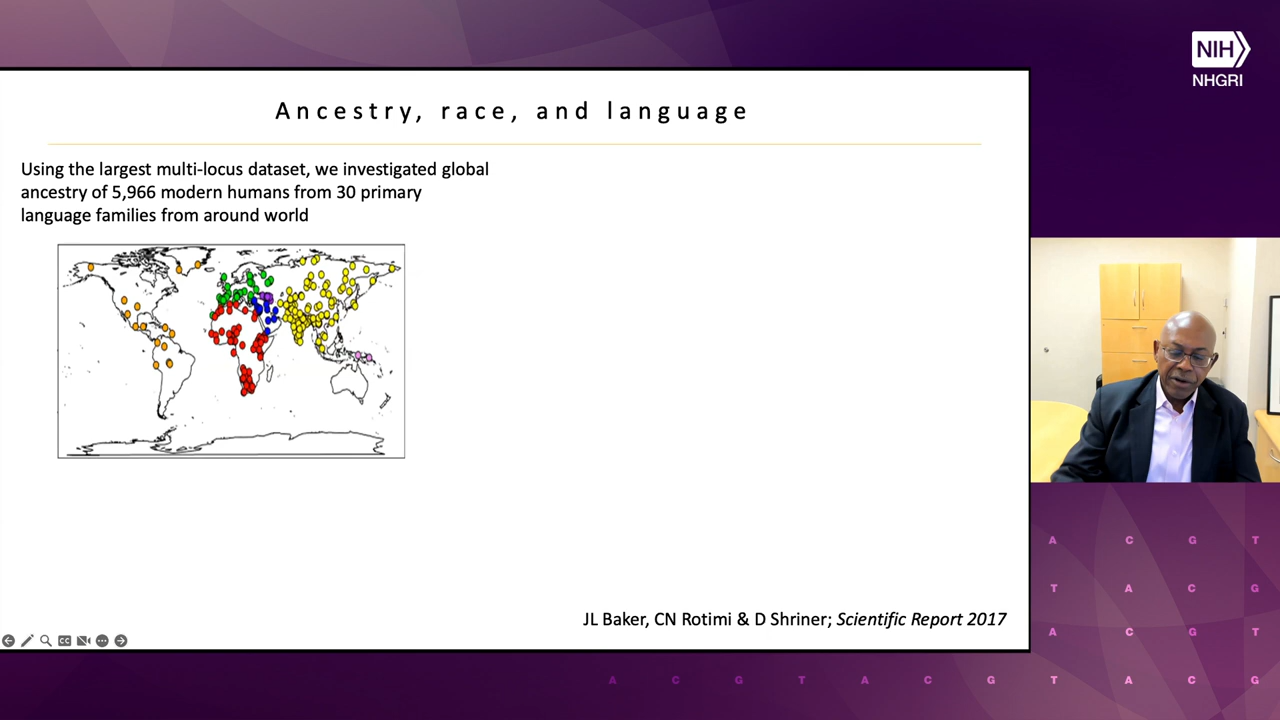 NIH
NHGRI
Ancestry, race, and language
Using the largest multi-locus dataset, we investigated global
ancestry of 5,966 modern humans from 30 primary
language families from around world
JL Baker, CN Rotimi & D Shriner; Scientific Report 2017
CC
A C G T
T A C G
A C G T
A C G T A C G T A C G